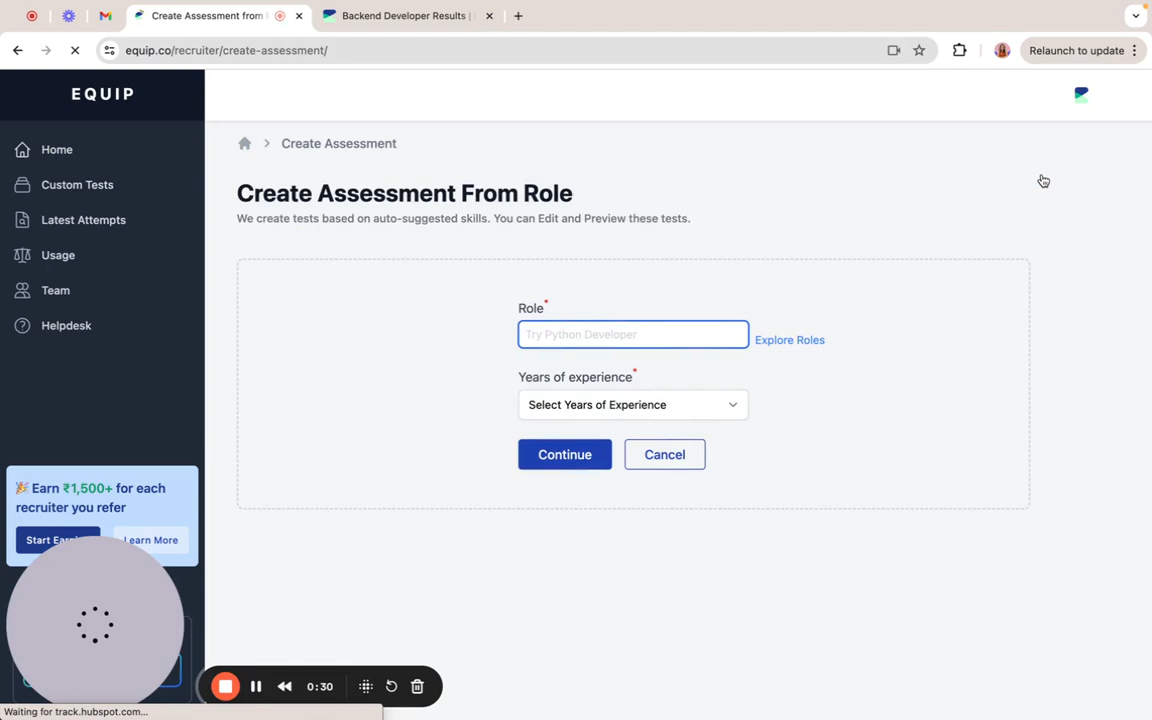 Create Assessment from
Backend Developer Results |
equip.co/recruiter/create-assessment/
Relaunch to update
EQUIP
Home
Custom Tests
Latest Attempts
Usage
Team
Helpdesk
Create Assessment
Create Assessment From Role
We create tests based on auto-suggested skills. You can Edit and Preview these tests.
Role*
Try Python Developer
Explore Roles
Years of experience*
Select Years of Experience
Continue
Cancel
🎉 Earn ₹1,500+ for each
recruiter you refer
Start Ear
Learn More
0:30
Waiting for track.hubspot.com...